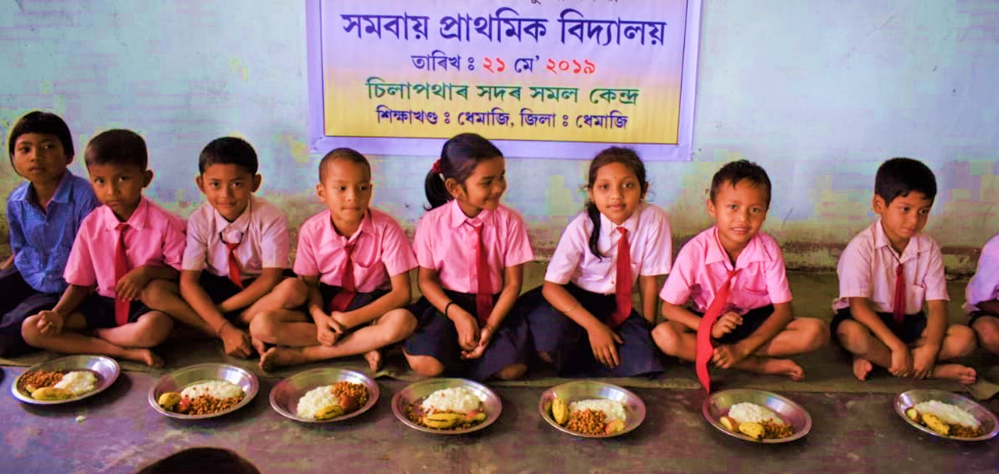 সমবায় প্ৰাথমিক বিদ্যালয়
তাৰিখ ঃ ২১ মে’ ২০১৯
চিলাপথাৰ সদৰ সমল কেন্দ্ৰ
শিক্ষাখণ্ড ঃ ধেমাজি, জিলা ঃ ধেমাজি